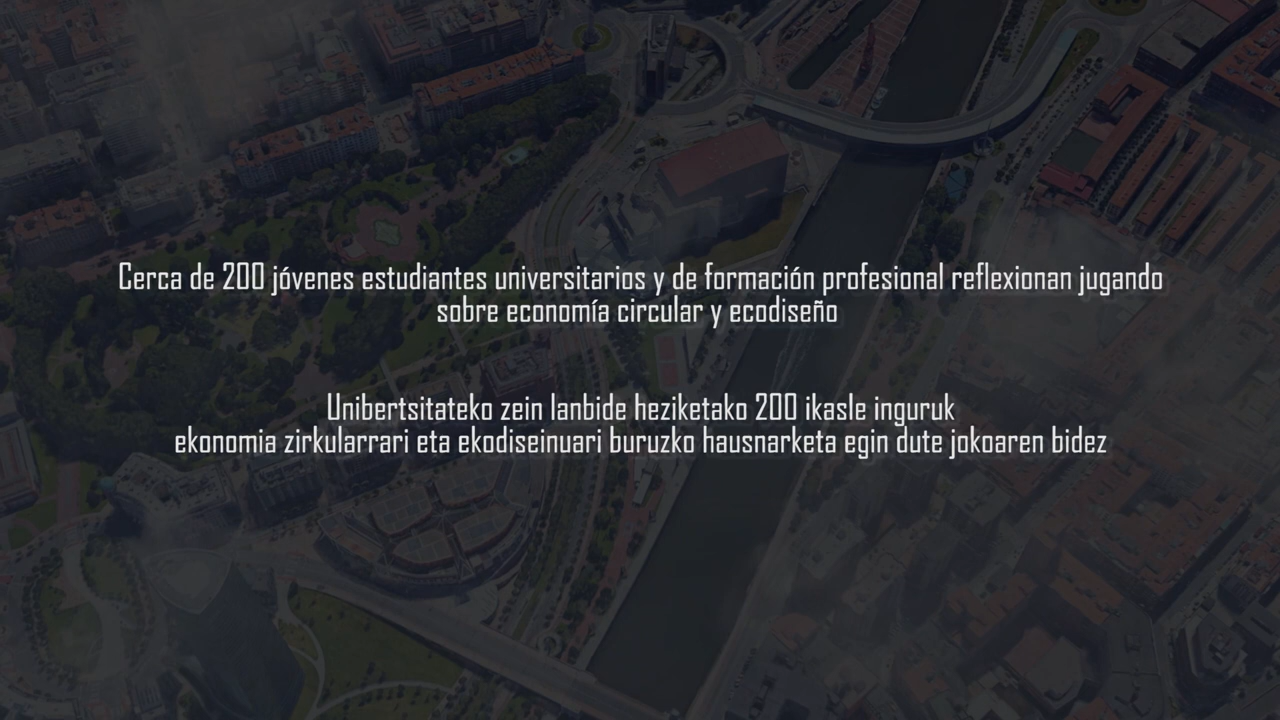 Cerca de 200 jóvenes estudiantes universitarios y de formación profesional reflexionan jugando
sobre economía circular y ecodiseño
Unibertsitateko zein lanbide heziketako 200 ikasle inguruk
ekonomia zirkularrari eta ekodiseinuari buruzko hausnarketa egin dute jokoaren bidez